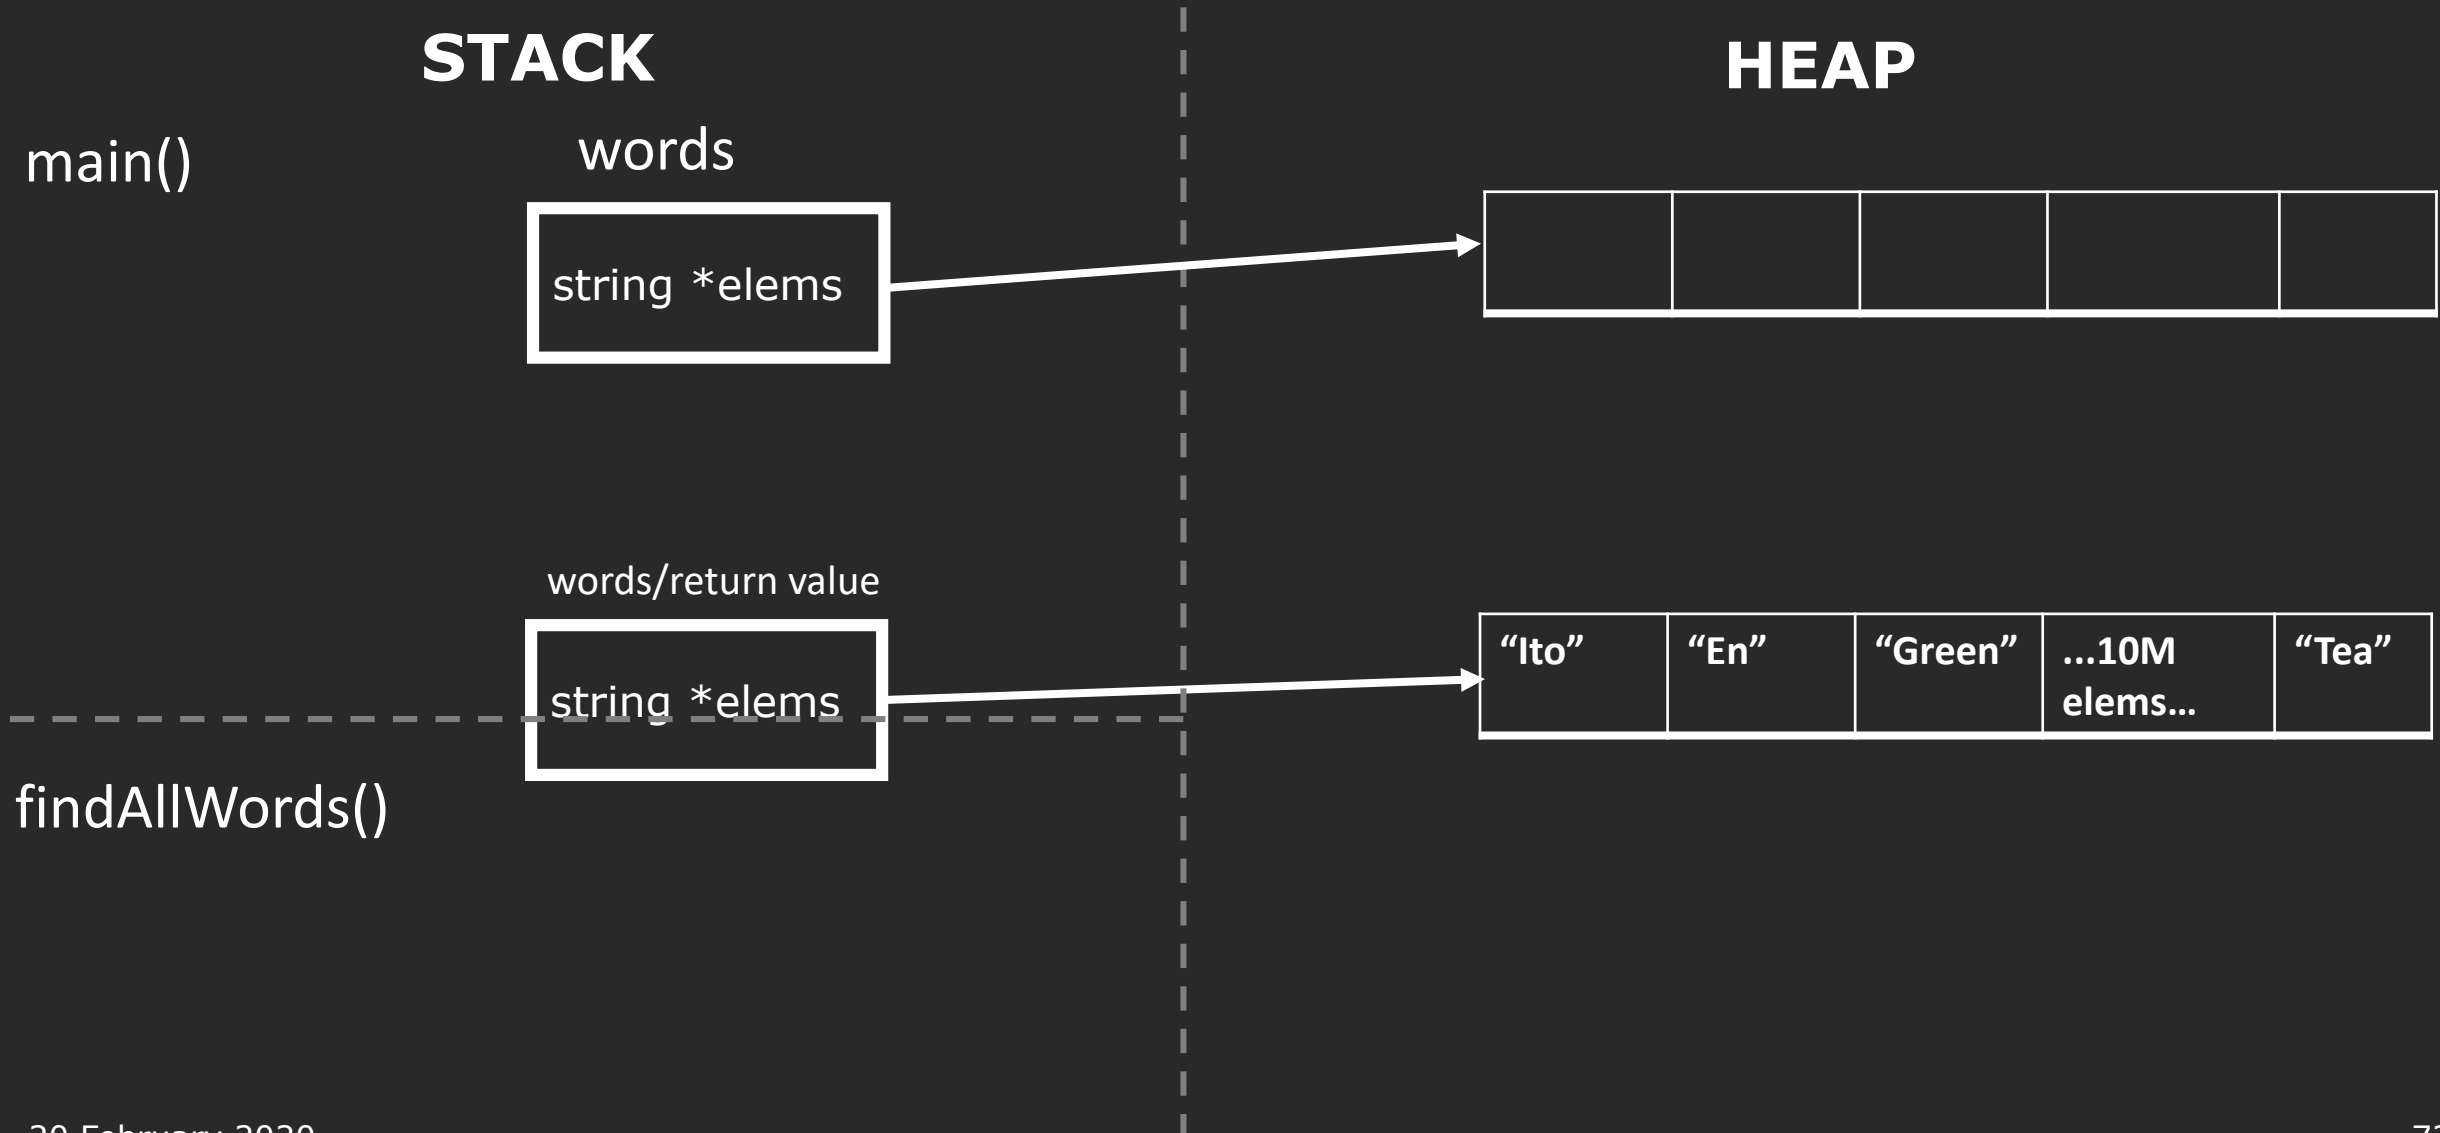 STACK
HEAP
main()
words
string *elems
words/return value
string *elems
“Ito”
“En”
“Green”
...10M
elems...
“Tea”
findAllWords()